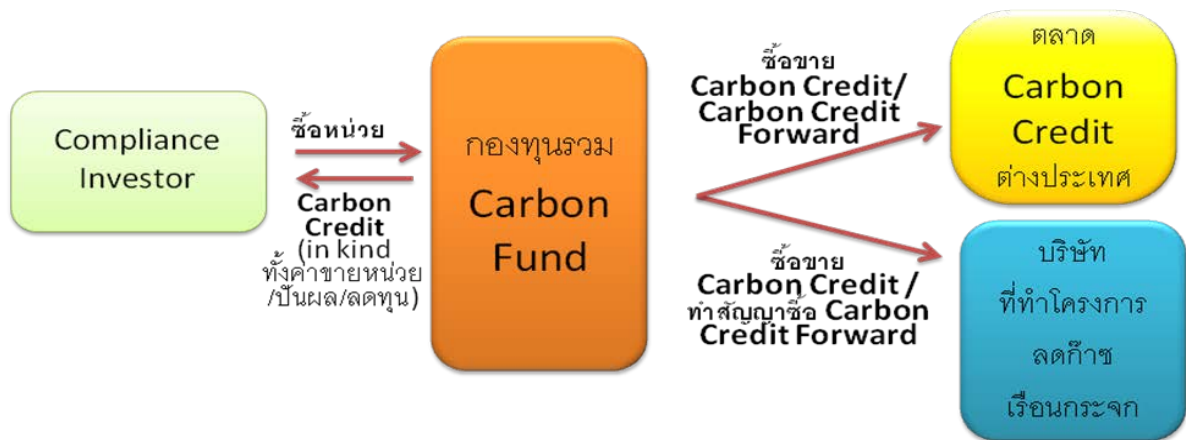 Compliance
Investor
ซื้อหน่วย
Carbon
Credit
(in kind
ทั้งค่าขายหน่วย
/ปันผล/ลดทุน)
กองทุนรวม
Carbon
Fund
ซื้อขาย
Carbon Credit/
Carbon Credit
Forward
ซื้อขาย
Carbon Credit /
ทำสัญญาซื้อ Carbon
Credit Forward
ตลาด
Carbon
Credit
ต่างประเทศ
บริษัท
ที่ทำโครงการ
ลดก๊าซ
เรือนกระจก